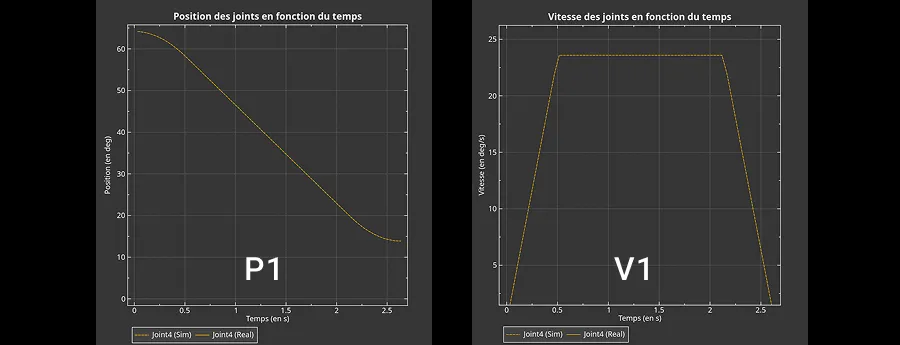 Position des joints en fonction du temps
Position (en deg)
60
50
40
30
20
10
0
P1
0
0.5
1
1.5
2
2.5
Temps (en s)
Joint4 (Sim)
Joint4 (Real)
Vitesse des joints en fonction du temps
Vitesse (en deg/s)
25
20
15
10
5
V1
0
0.5
1
1.5
2
2.5
Temps (en s)
Joint4 (Sim)
Joint4 (Real)